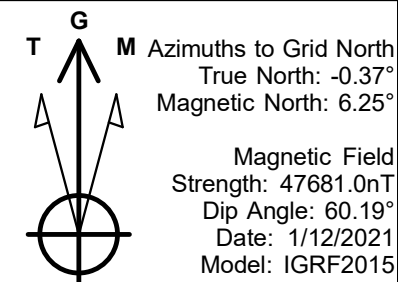 G
T M
Azimuths to Grid North
True North: -0.37°
Magnetic North: 6.25°
Magnetic Field
Strength: 47681.0nT
Dip Angle: 60.19°
Date: 1/12/2021
Model: IGRF2015